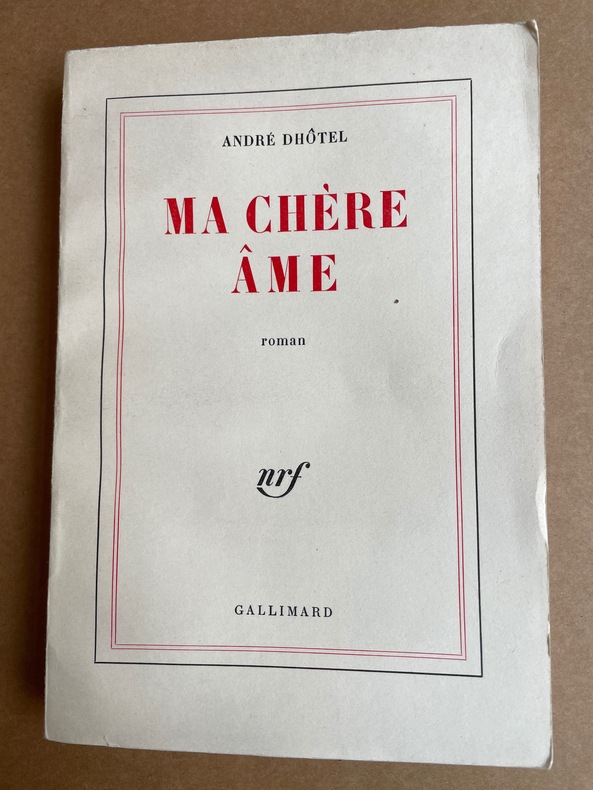 ANDRÉ DHÔTEL
MA CHÈRE
ÂME
roman
nrf
GALLIMARD